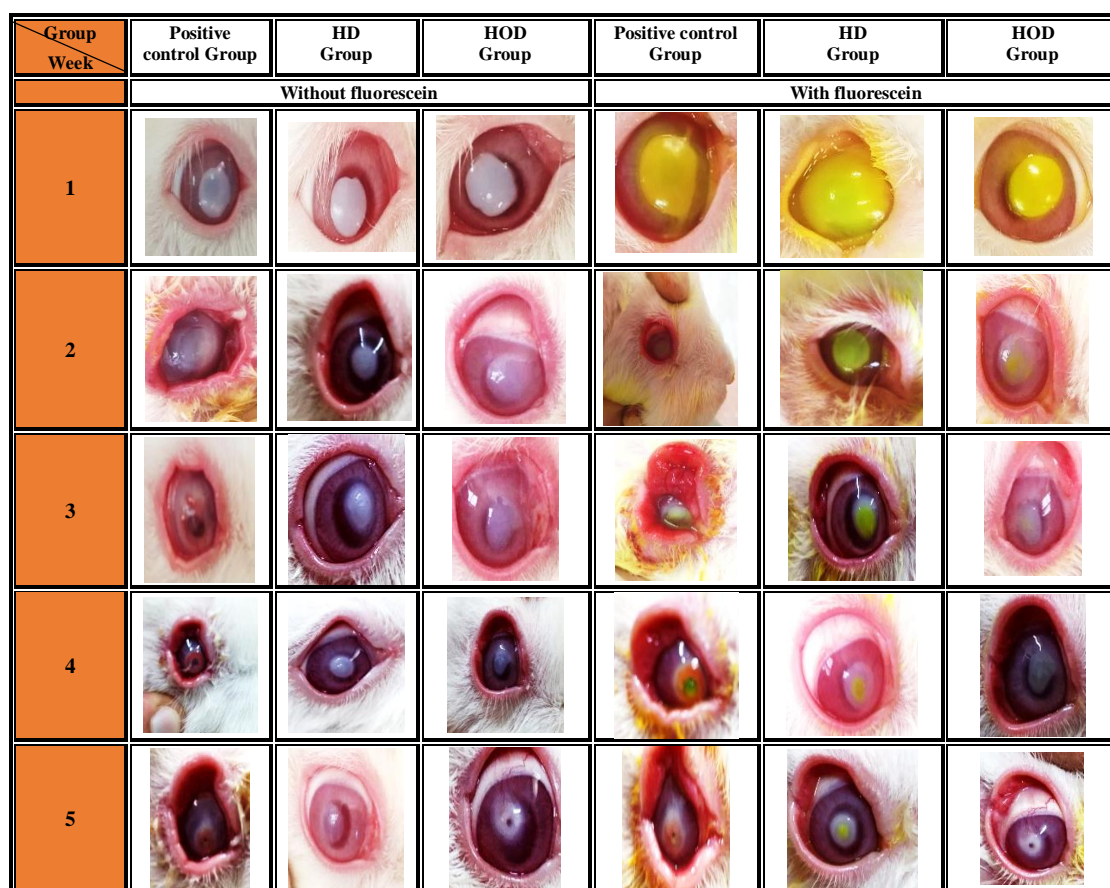 Group
Week
Positive
control Group
HD
Group
HOD
Group
Positive control
Group
HD
Group
HOD
Group
Without fluorescein
With fluorescein
1
2
3
4
5